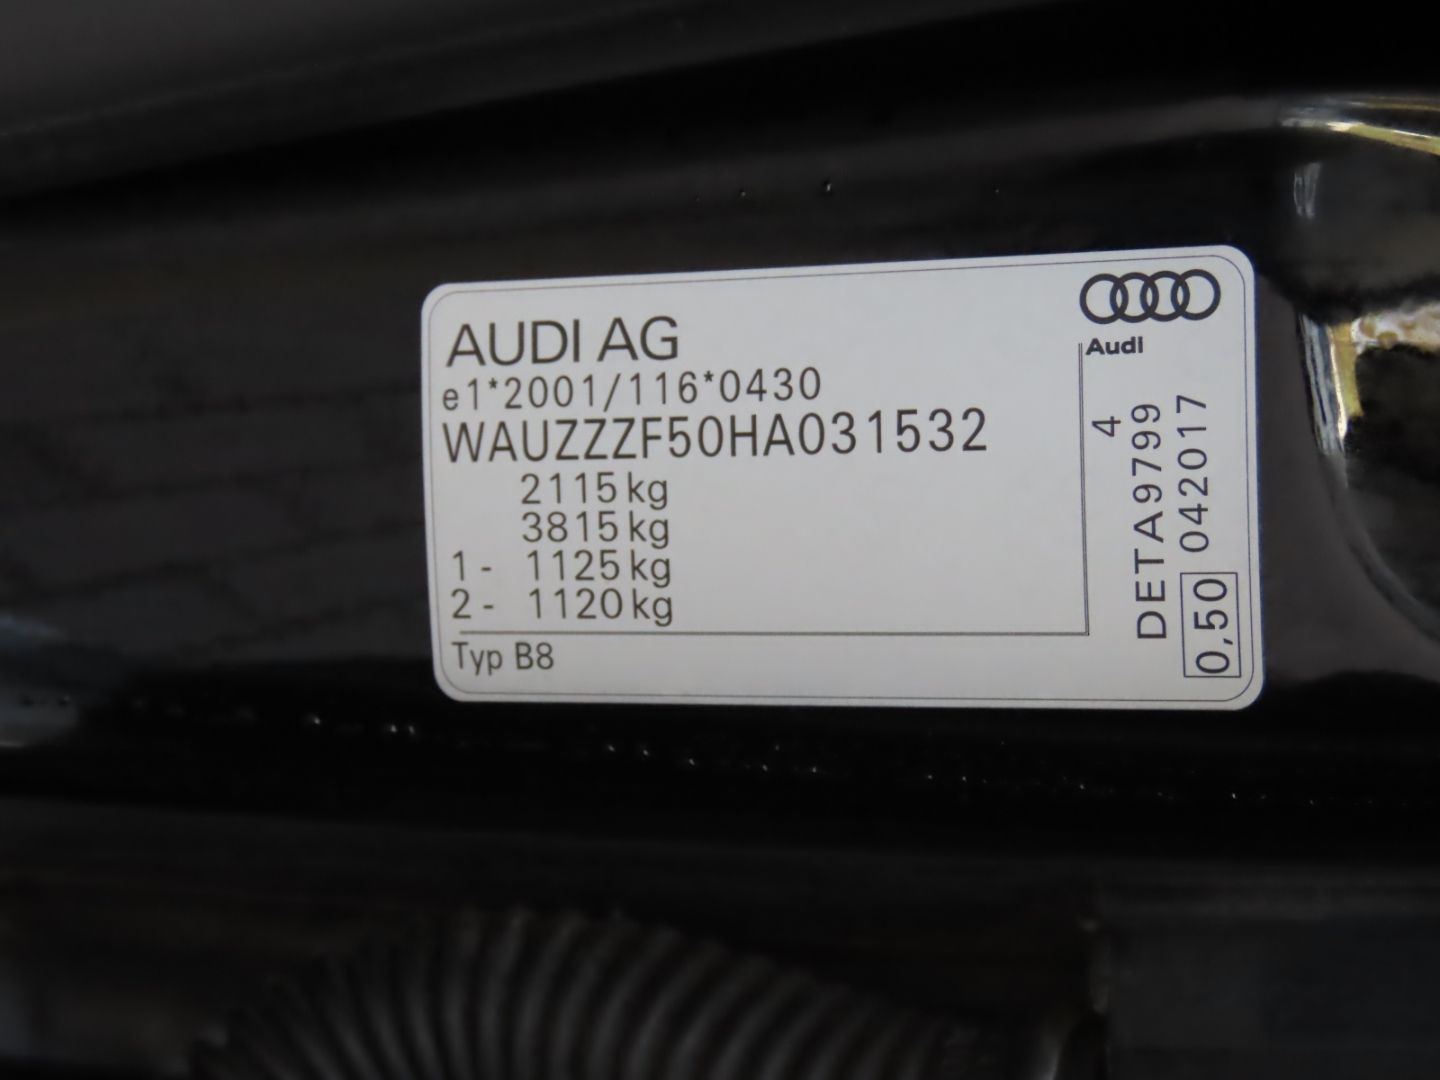 AUDI AG
e1*2001/116*0430
WAUZZZF50HA031532
2115 kg
3815 kg
1 - 1125 kg
2 - 1120 kg
Typ B8
Audi
4
DETA9799
0,50 042017